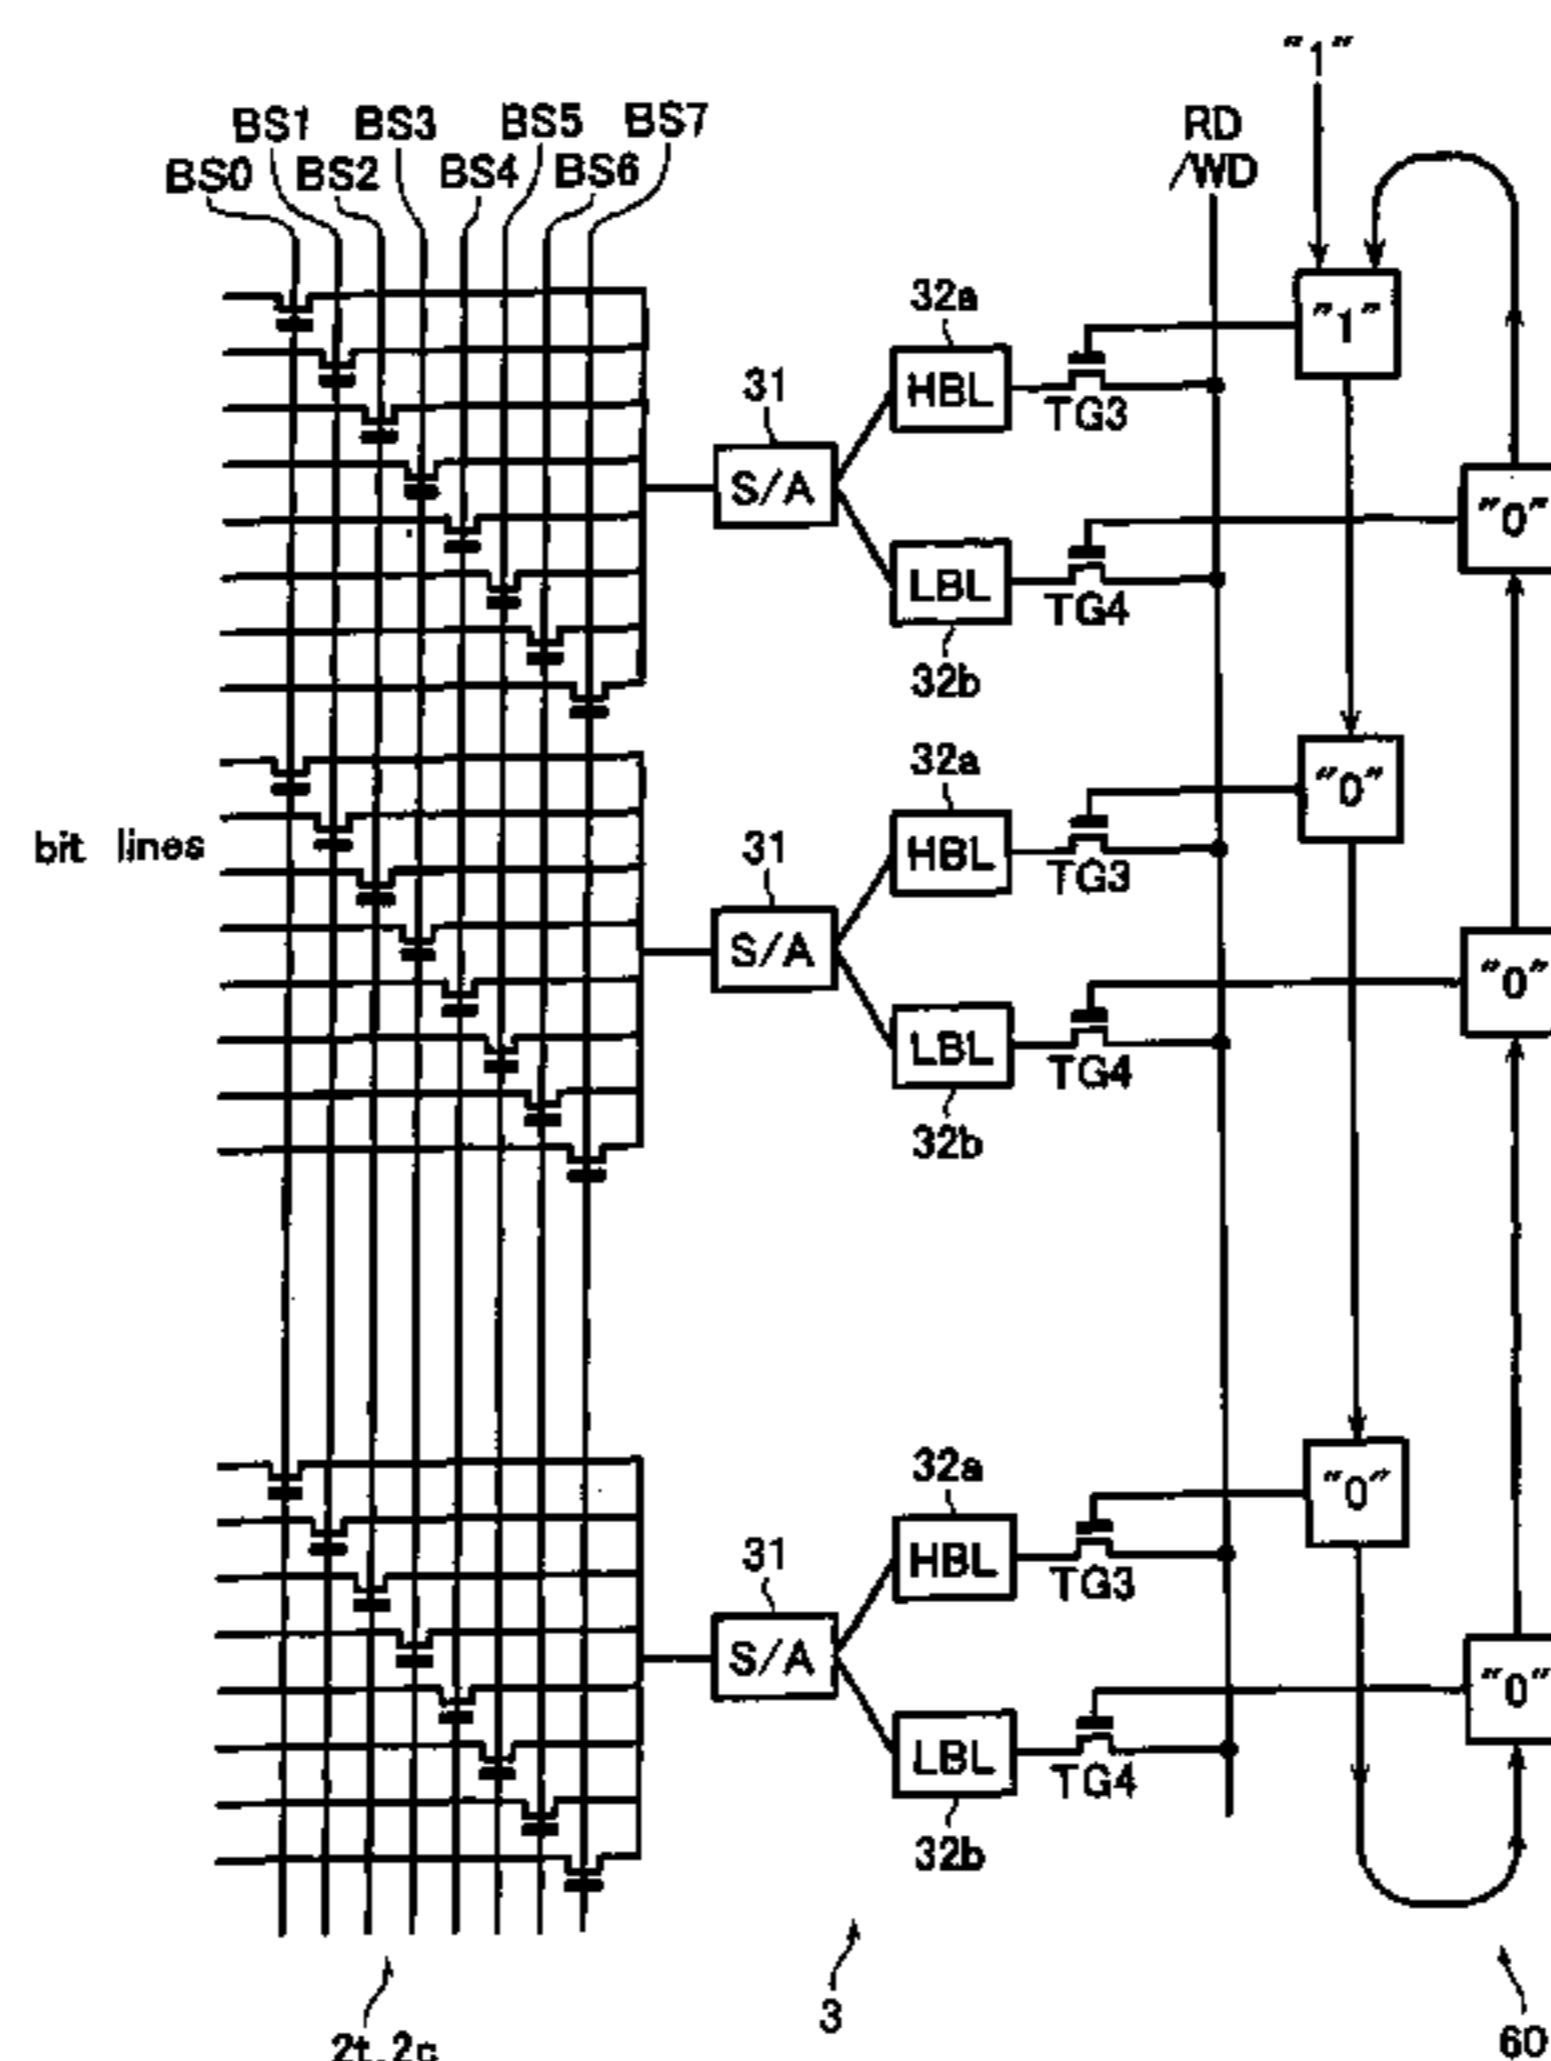 "1"
BS1 BS3 BS5 BS7
BS0 BS2 BS4 BS6
RD
/WD
32a
"1"
HBL
31
TG3
S/A
"0"
LBL
TG4
32b
32a
"0"
bit lines
31
HBL
TG3
S/A
"0"
LBL
TG4
32b
32a
"0"
31
HBL
TG3
S/A
"0"
LBL
TG4
32b
3
2t,2c
60